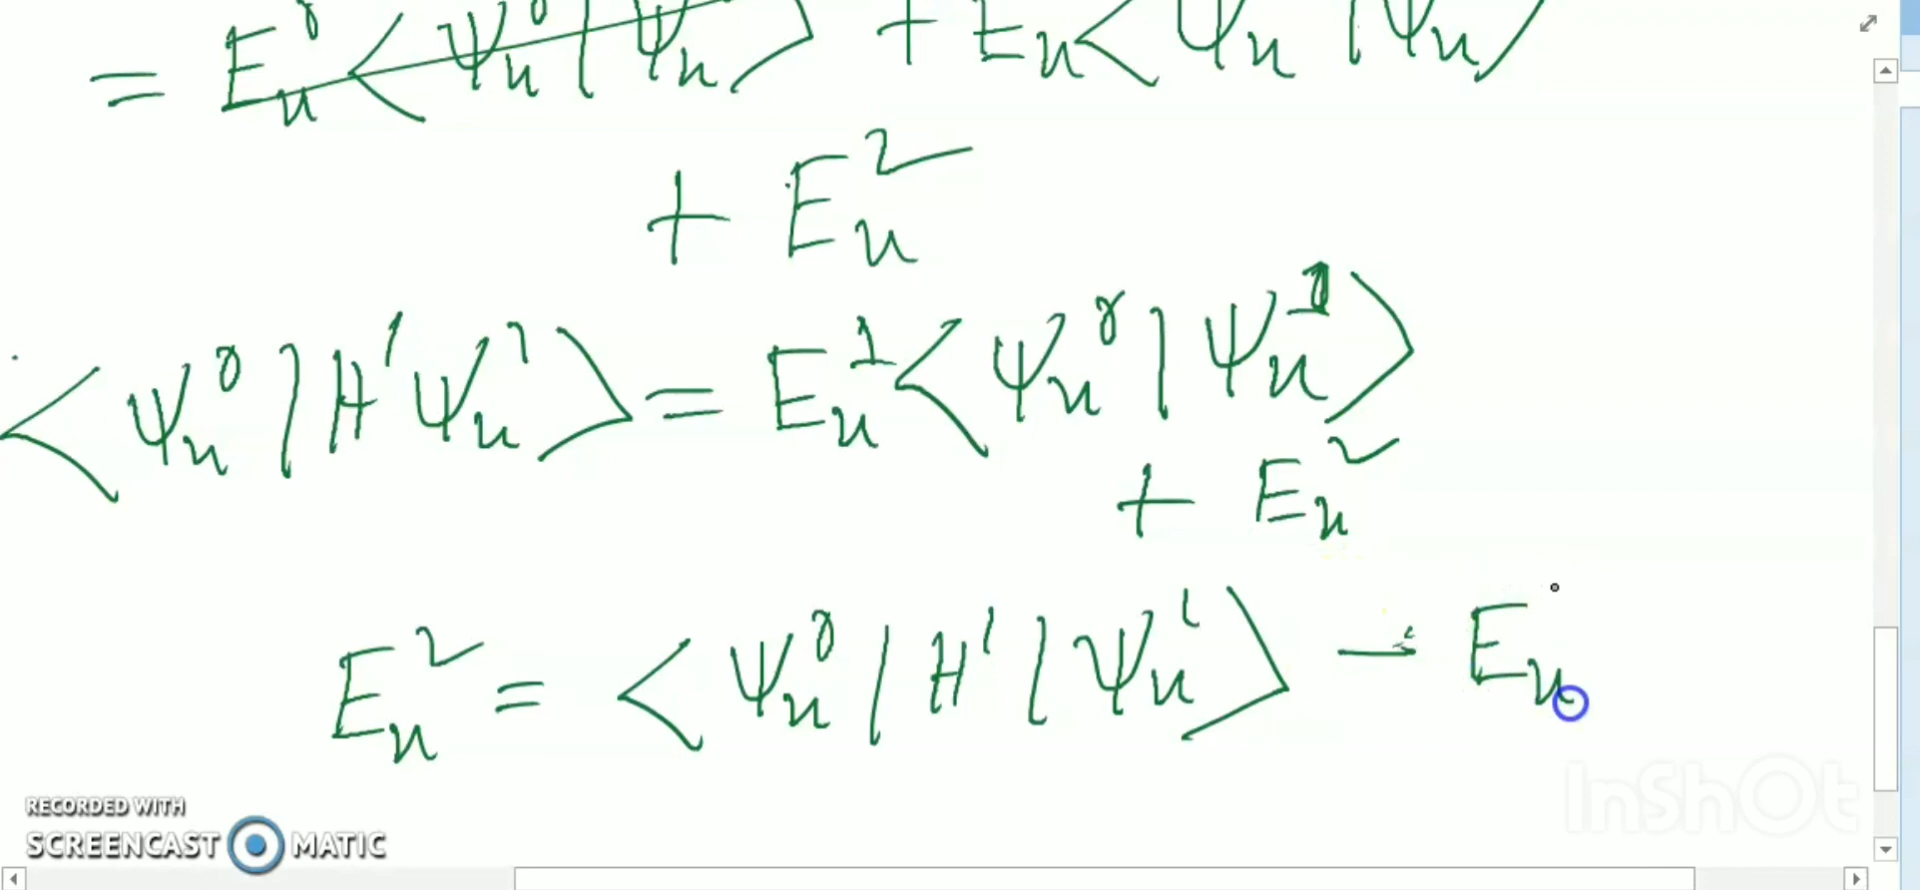 = E_n^0 <ψ_n^0 | ψ_n> + E_n <ψ_n | ψ_n>
+ E_n^2
<ψ_n^0 | H' ψ_n^1> = E_n^1 <ψ_n^0 | ψ_n^1>
+ E_n^2
E_n^2 = <ψ_n^0 | H' | ψ_n^1> - E_n
RECORDED WITH
SCREENCAST MATIC
InShOt